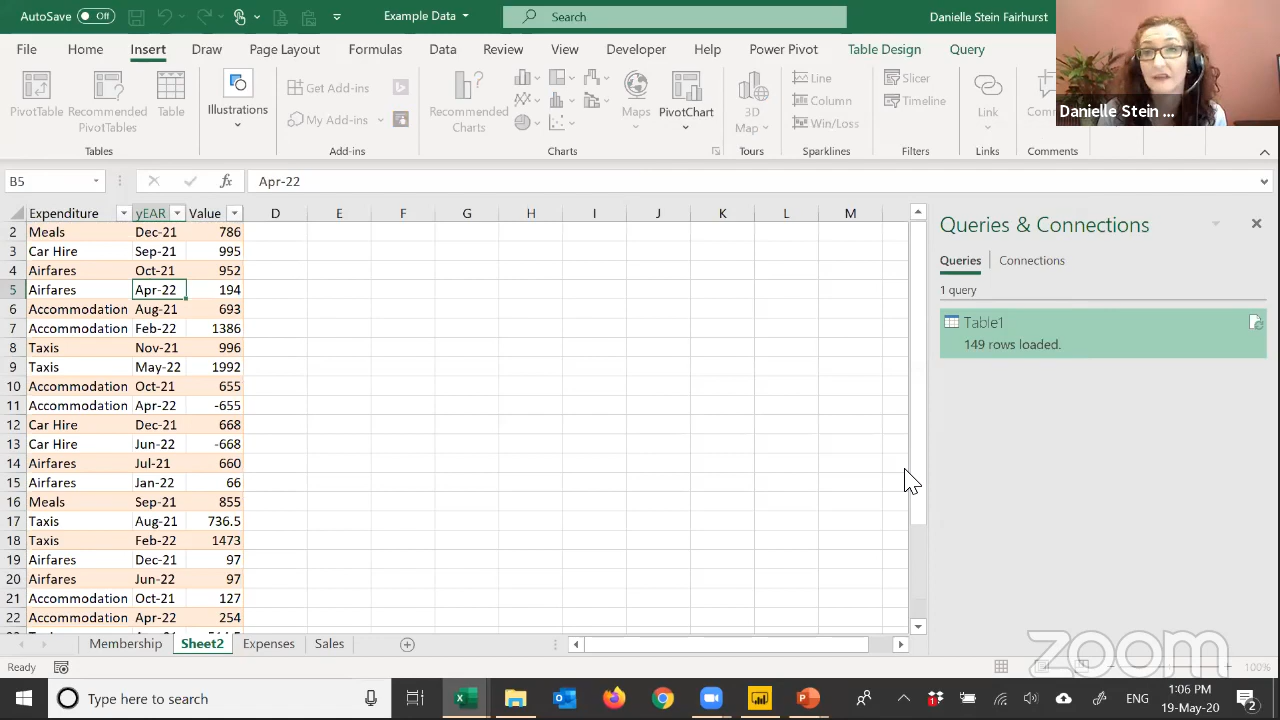 AutoSave Off Example Data Search Danielle Stein Fairhurst
File Home Insert Draw Page Layout Formulas Data Review View Developer Help Power Pivot Table Design Query
PivotTable Recommended PivotTables Table
Illustrations
Get Add-ins
My Add-ins
Recommended Charts
Maps PivotChart
3D Map
Line
Column
Win/Loss
Slicer
Timeline
Link
Tables Add-ins Charts Tours Sparklines Filters Links Comments
Danielle Stein ...
B5 fx Apr-22
Expenditure yEAR Value D E F G H I J K L M
2 Meals Dec-21 786
3 Car Hire Sep-21 995
4 Airfares Oct-21 952
5 Airfares Apr-22 194
6 Accommodation Aug-21 693
7 Accommodation Feb-22 1386
8 Taxis Nov-21 996
9 Taxis May-22 1992
10 Accommodation Oct-21 655
11 Accommodation Apr-22 -655
12 Car Hire Dec-21 668
13 Car Hire Jun-22 -668
14 Airfares Jul-21 660
15 Airfares Jan-22 66
16 Meals Sep-21 855
17 Taxis Aug-21 736.5
18 Taxis Feb-22 1473
19 Airfares Dec-21 97
20 Airfares Jun-22 97
21 Accommodation Oct-21 127
22 Accommodation Apr-22 254
Queries & Connections
Queries Connections
1 query
Table1
149 rows loaded.
Membership Sheet2 Expenses Sales
Ready 100%
zoom
Type here to search
ENG
1:06 PM
19-May-20
1
2